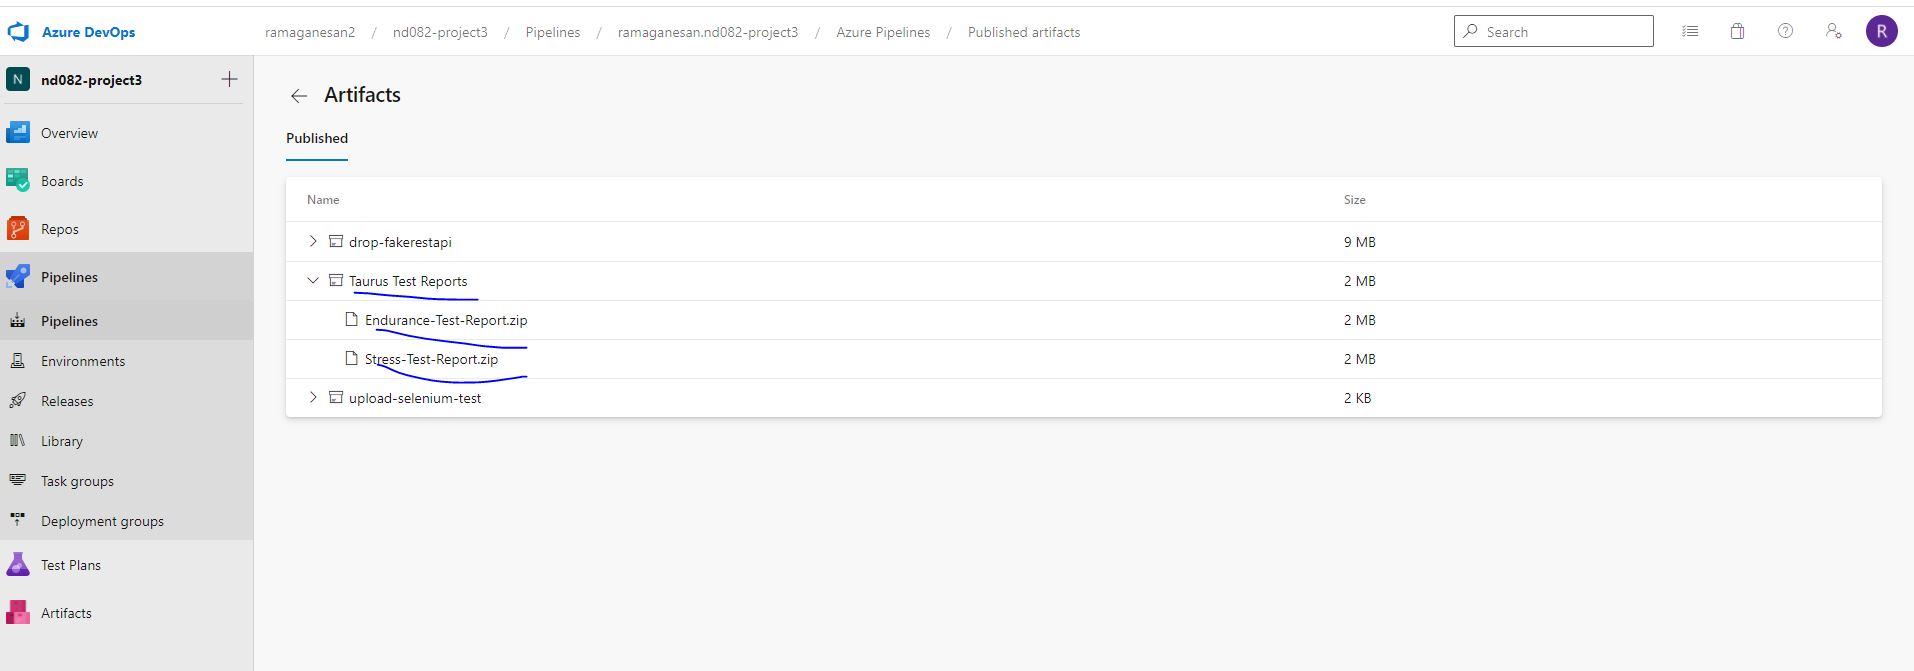 Azure DevOps ramaganesan2 / nd082-project3 / Pipelines / ramaganesan.nd082-project3 / Azure Pipelines / Published artifacts Search R
N nd082-project3
Overview
Boards
Repos
Pipelines
Pipelines
Environments
Releases
Library
Task groups
Deployment groups
Test Plans
Artifacts
Artifacts
Published
Name Size
drop-fakerestapi 9 MB
Taurus Test Reports 2 MB
Endurance-Test-Report.zip 2 MB
Stress-Test-Report.zip 2 MB
upload-selenium-test 2 KB